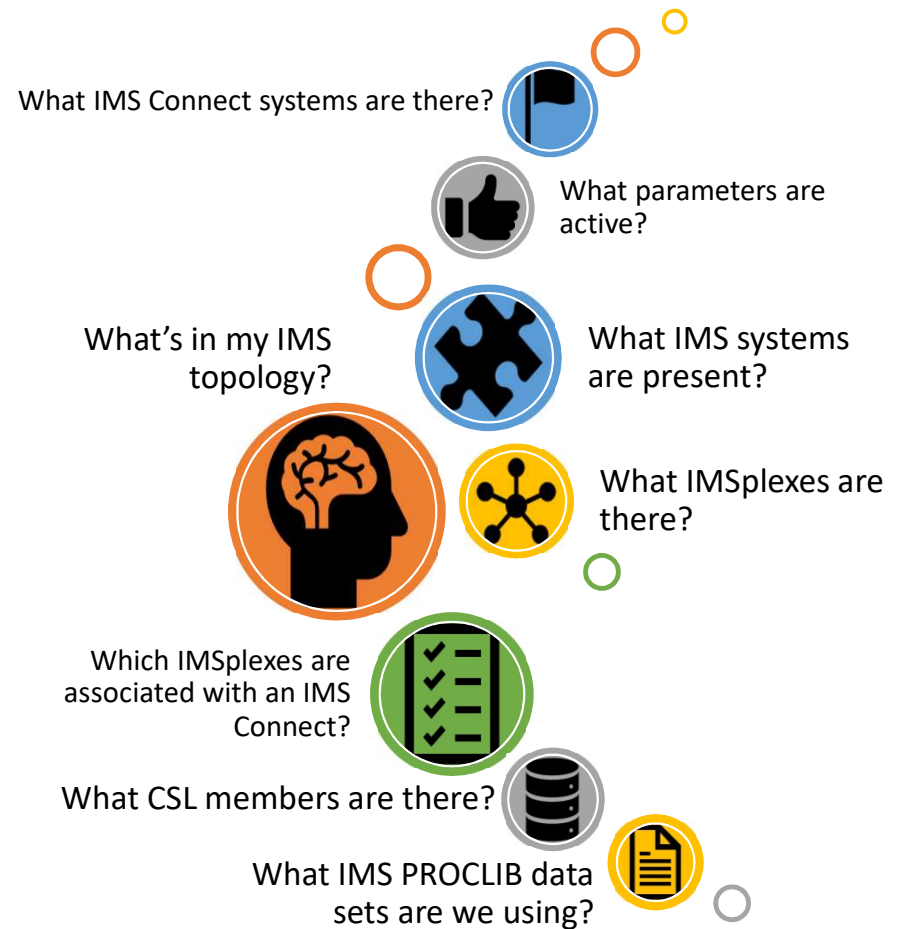 What IMS Connect systems are there?
What parameters are
active?
What’s in my IMS
topology?
What IMS systems
are present?
What IMSplexes are
there?
Which IMSplexes are
associated with an IMS
Connect?
What CSL members are there?
What IMS PROCLIB data
sets are we using?